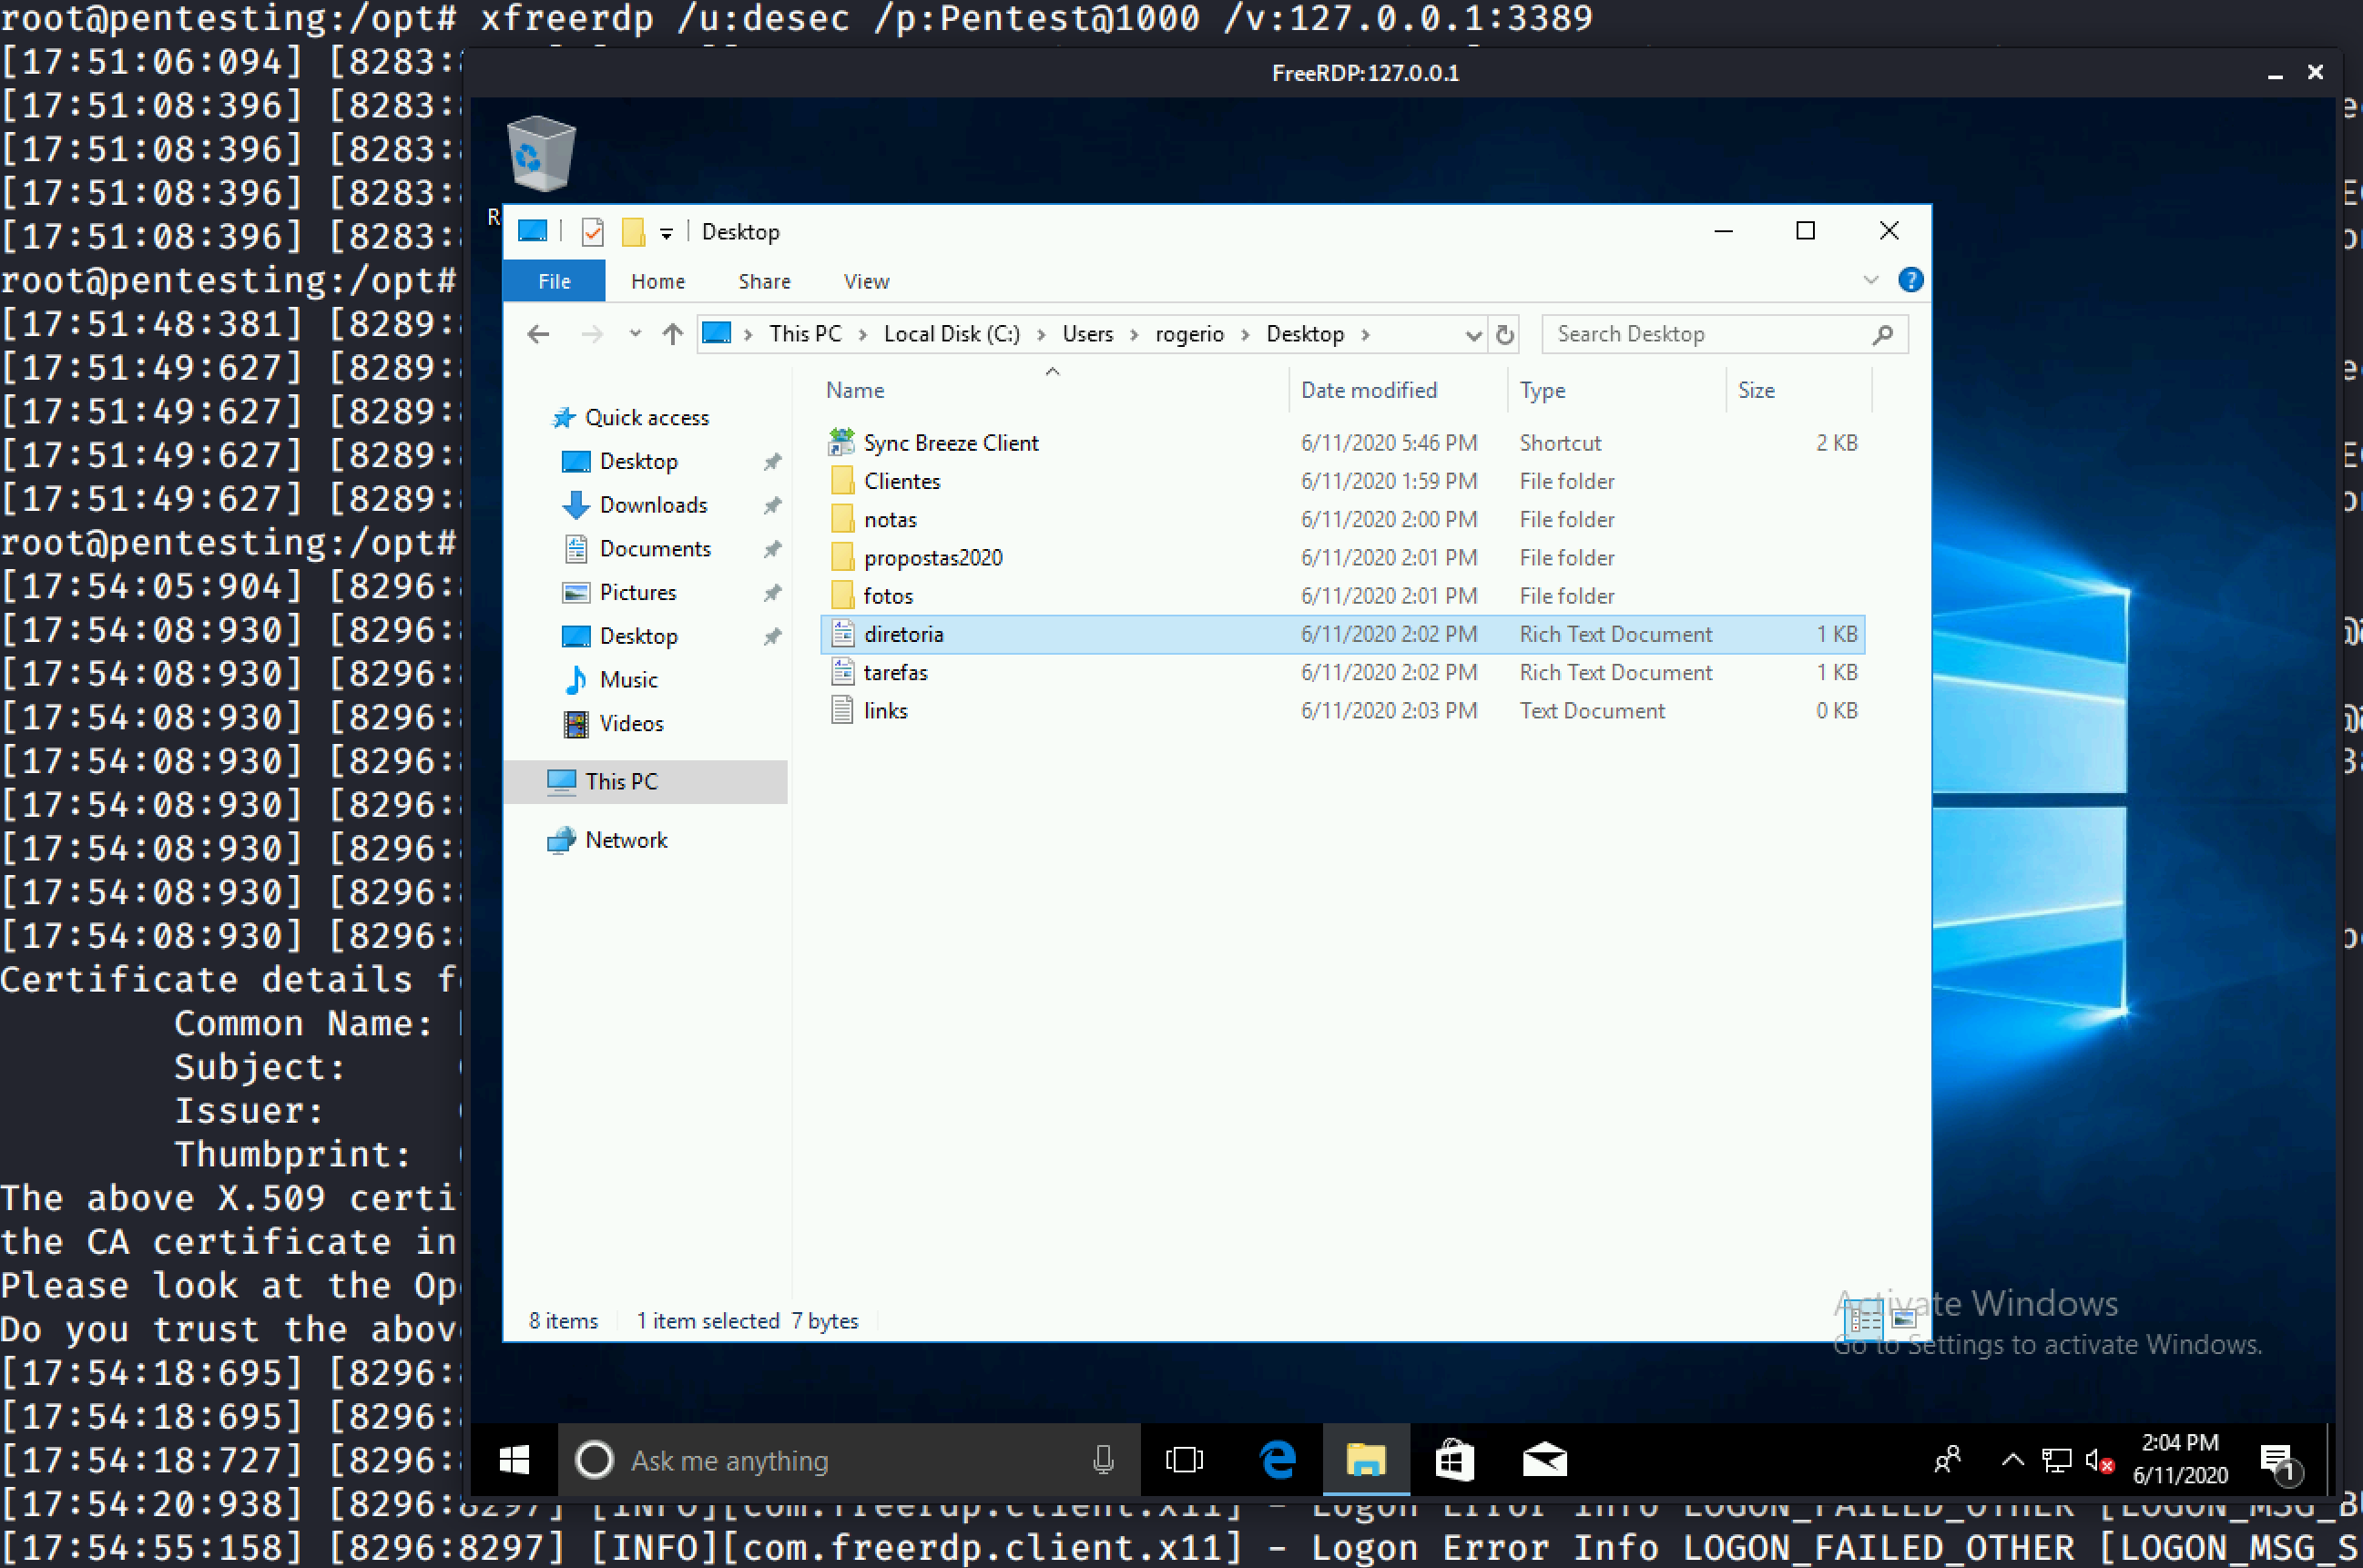 root@pentesting:/opt# xfreerdp /u:desec /p:Pentest@1000 /v:127.0.0.1:3389
[17:51:06:094] [8283:
[17:51:08:396] [8283:
[17:51:08:396] [8283:
[17:51:08:396] [8283:
[17:51:08:396] [8283:
root@pentesting:/opt#
[17:51:48:381] [8289:
[17:51:49:627] [8289:
[17:51:49:627] [8289:
[17:51:49:627] [8289:
[17:51:49:627] [8289:
root@pentesting:/opt#
[17:54:05:904] [8296:
[17:54:08:930] [8296:
[17:54:08:930] [8296:
[17:54:08:930] [8296:
[17:54:08:930] [8296:
[17:54:08:930] [8296:
[17:54:08:930] [8296:
[17:54:08:930] [8296:
[17:54:08:930] [8296:
Certificate details f
Common Name:
Subject:
Issuer:
Thumbprint:
The above X.509 certi
the CA certificate in
Please look at the Op
Do you trust the abov
[17:54:18:695] [8296:
[17:54:18:695] [8296:
[17:54:18:727] [8296:
[17:54:20:938] [8296:8297] [INFO][com.freerdp.client.x11] - Logon Error Info LOGON_FAILED_OTHER [LOGON_MSG_B
[17:54:55:158] [8296:8297] [INFO][com.freerdp.client.x11] - Logon Error Info LOGON_FAILED_OTHER [LOGON_MSG_S
FreeRDP:127.0.0.1
R
Desktop
File Home Share View
This PC Local Disk (C:) Users rogerio Desktop
Search Desktop
Quick access
Desktop
Downloads
Documents
Pictures
Desktop
Music
Videos
This PC
Network
Name Date modified Type Size
Sync Breeze Client 6/11/2020 5:46 PM Shortcut 2 KB
Clientes 6/11/2020 1:59 PM File folder
notas 6/11/2020 2:00 PM File folder
propostas2020 6/11/2020 2:01 PM File folder
fotos 6/11/2020 2:01 PM File folder
diretoria 6/11/2020 2:02 PM Rich Text Document 1 KB
tarefas 6/11/2020 2:02 PM Rich Text Document 1 KB
links 6/11/2020 2:03 PM Text Document 0 KB
8 items 1 item selected 7 bytes
Activate Windows
Go to Settings to activate Windows.
Ask me anything
2:04 PM
6/11/2020
1